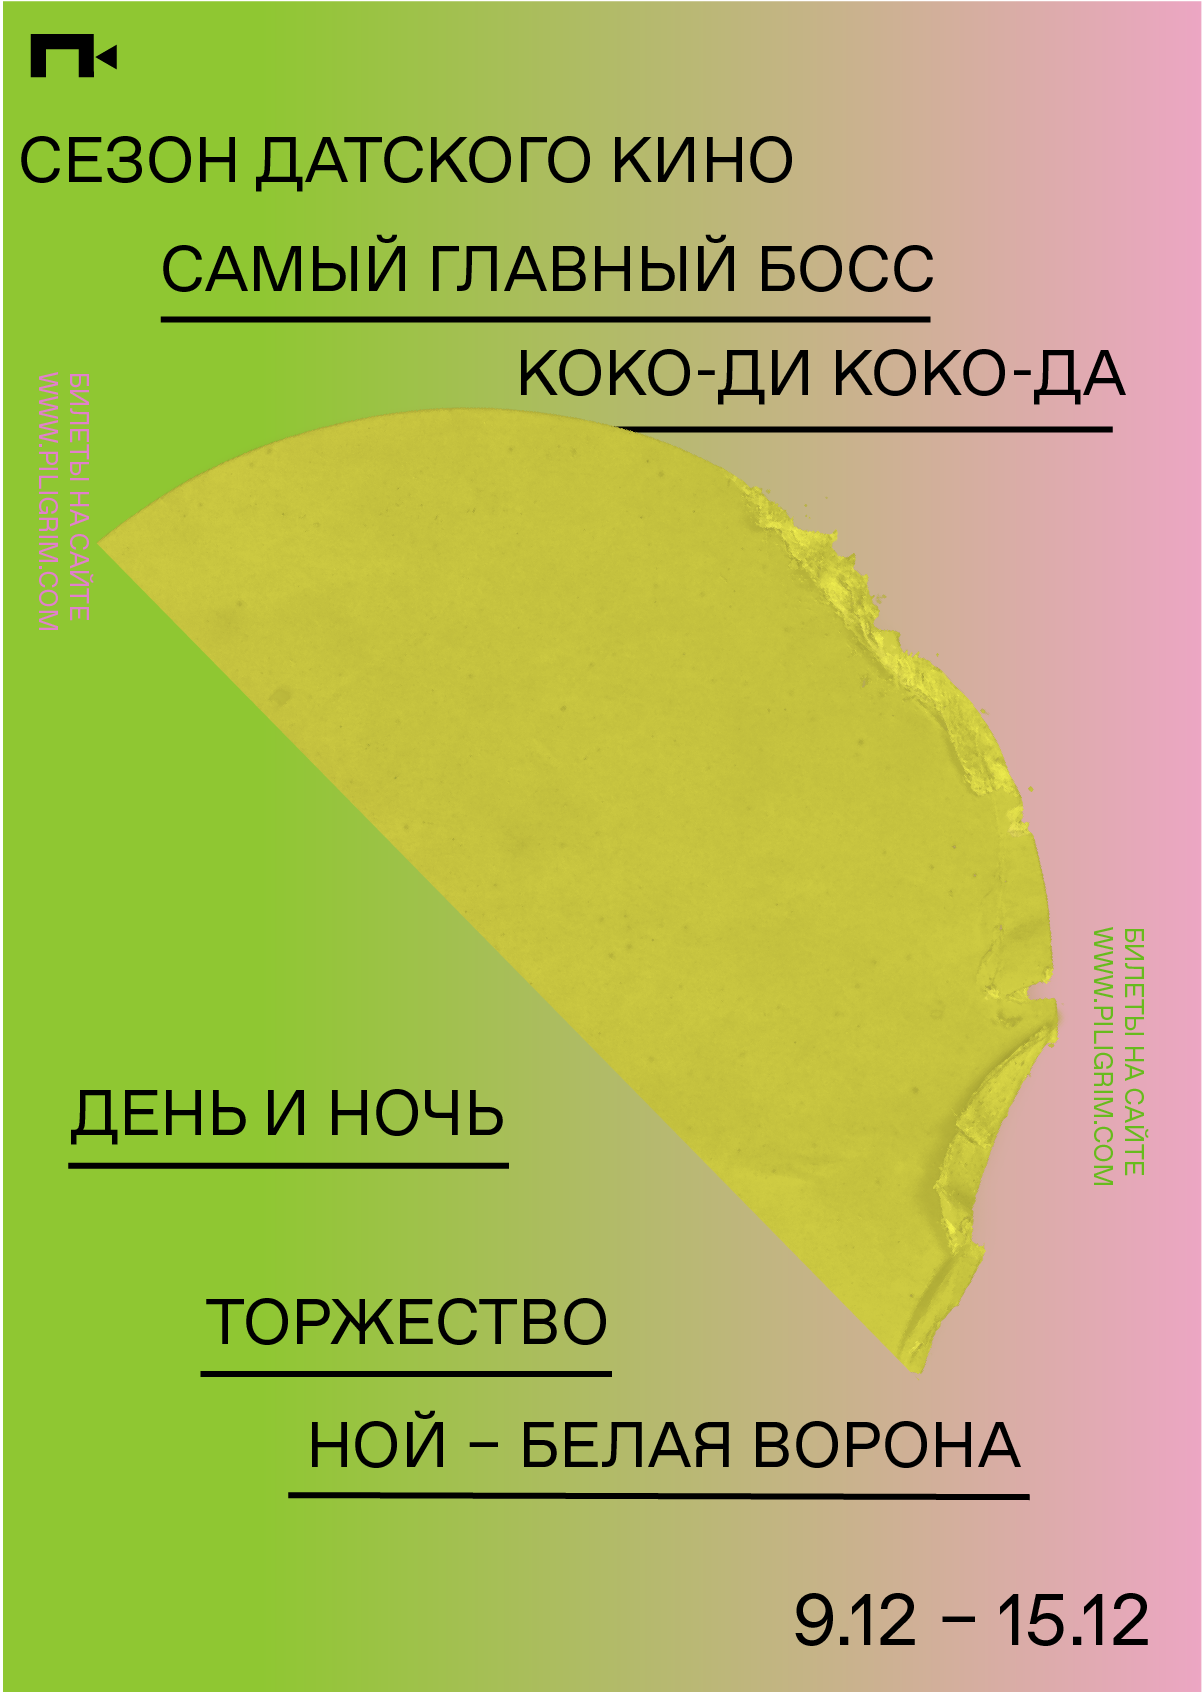 СЕЗОН ДАТСКОГО КИНО
САМЫЙ ГЛАВНЫЙ БОСС
КОКО-ДИ КОКО-ДА
БИЛЕТЫ НА САЙТЕ
WWW.PILIGRIM.COM
БИЛЕТЫ НА САЙТЕ
WWW.PILIGRIM.COM
ДЕНЬ И НОЧЬ
ТОРЖЕСТВО
НОЙ – БЕЛАЯ ВОРОНА
9.12 – 15.12